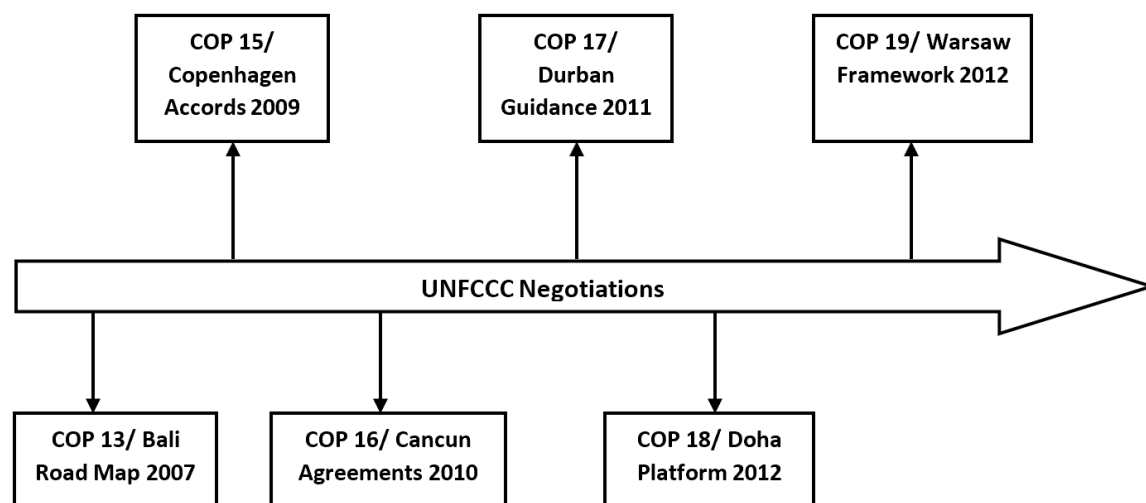 COP 15/
Copenhagen
Accords 2009
COP 17/
Durban
Guidance 2011
COP 19/ Warsaw
Framework 2012
UNFCCC Negotiations
COP 13/ Bali
Road Map 2007
COP 16/ Cancun
Agreements 2010
COP 18/ Doha
Platform 2012